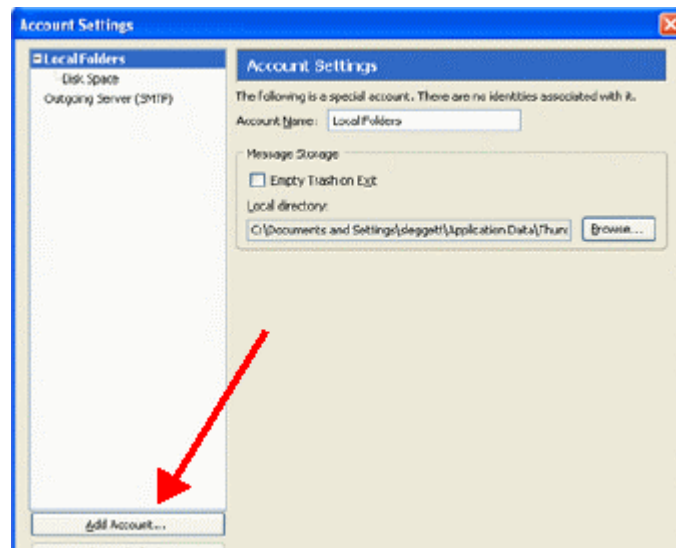 Account Settings
Local Folders
Disk Space
Outgoing Server (SMTP)
Account Settings
The following is a special account. There are no identities associated with it.
Account Name: Local Folders
Message Storage
Empty Trash on Exit
Local directory:
C:\Documents and Settings\sleggett\Application Data\Thun
Browse...
Add Account...